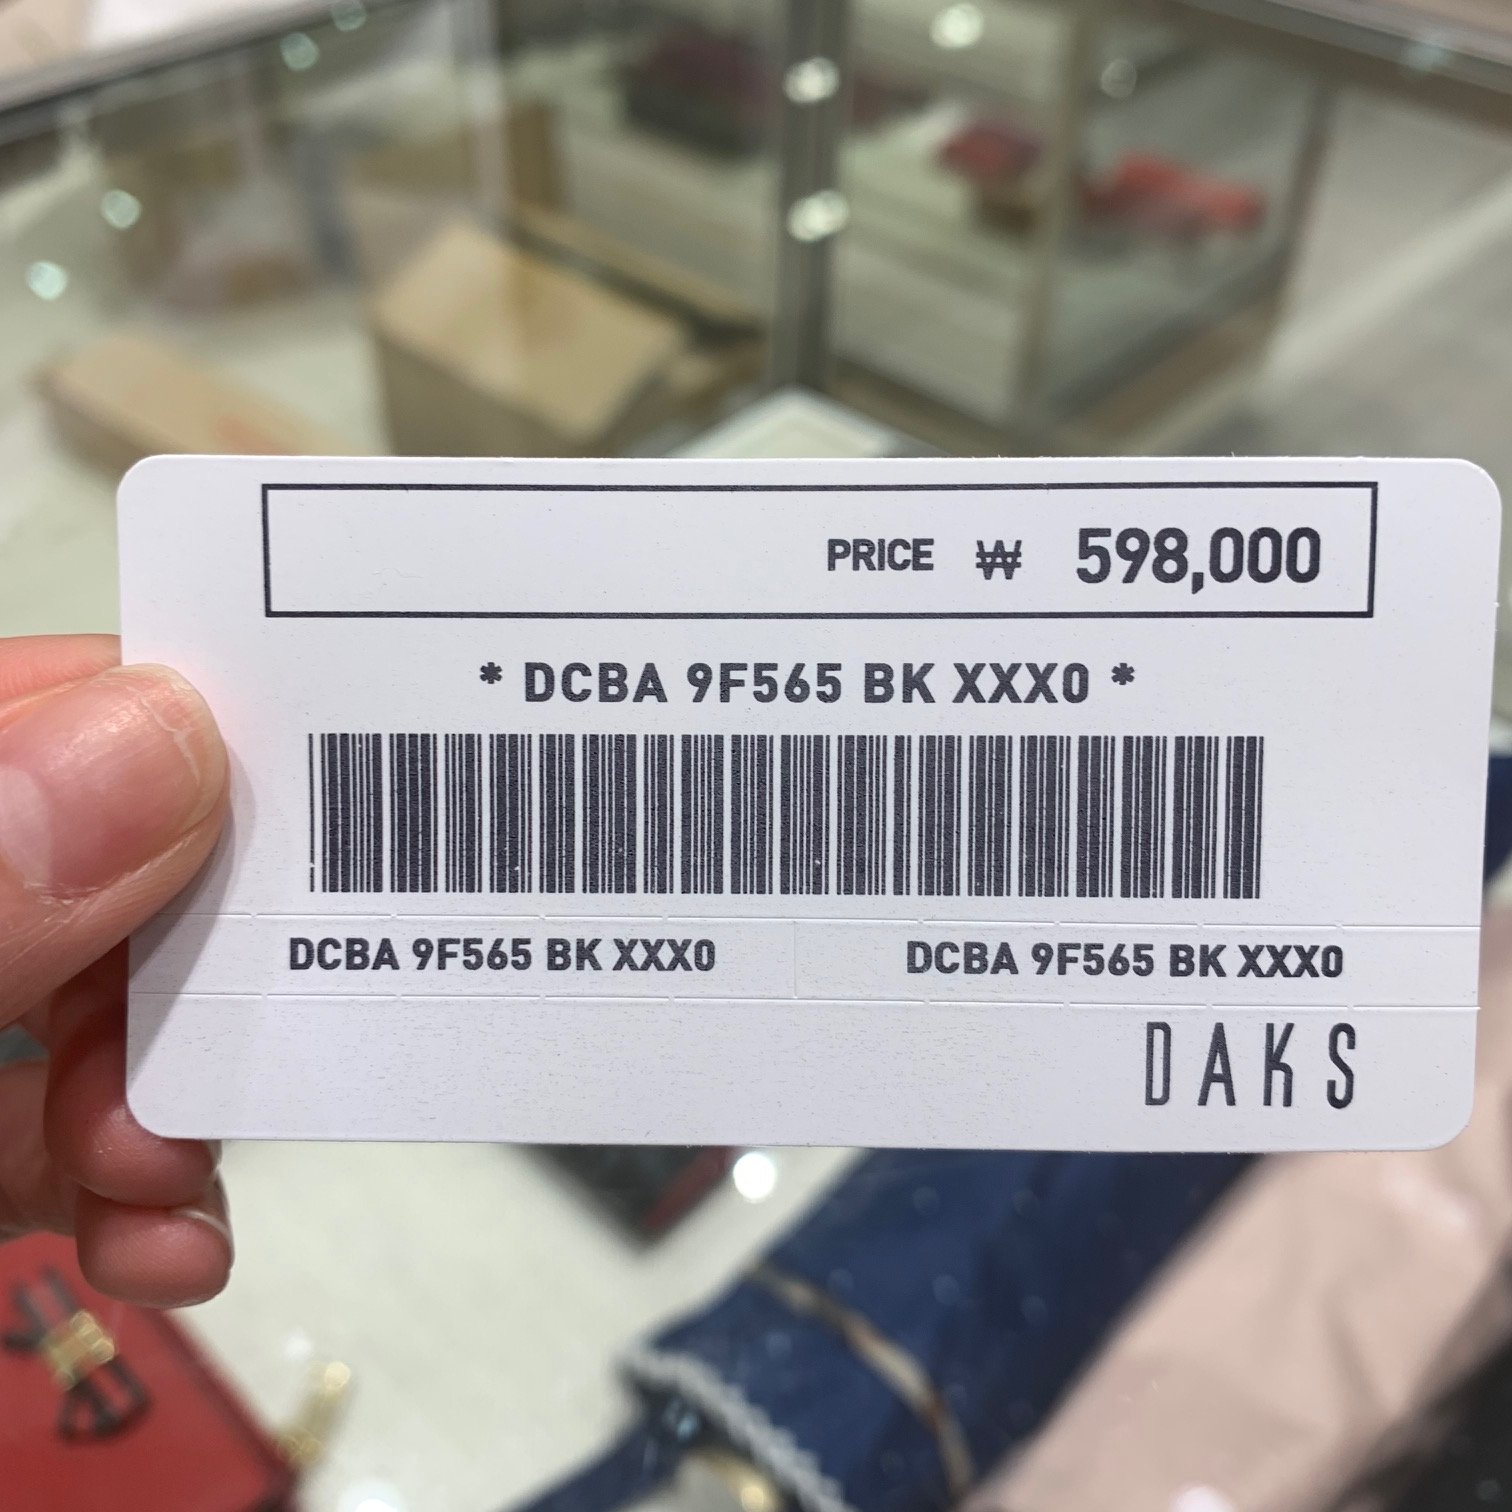 PRICE ₩ 598,000
* DCBA 9F565 BK XXX0 *
DCBA 9F565 BK XXX0 DCBA 9F565 BK XXX0
DAKS